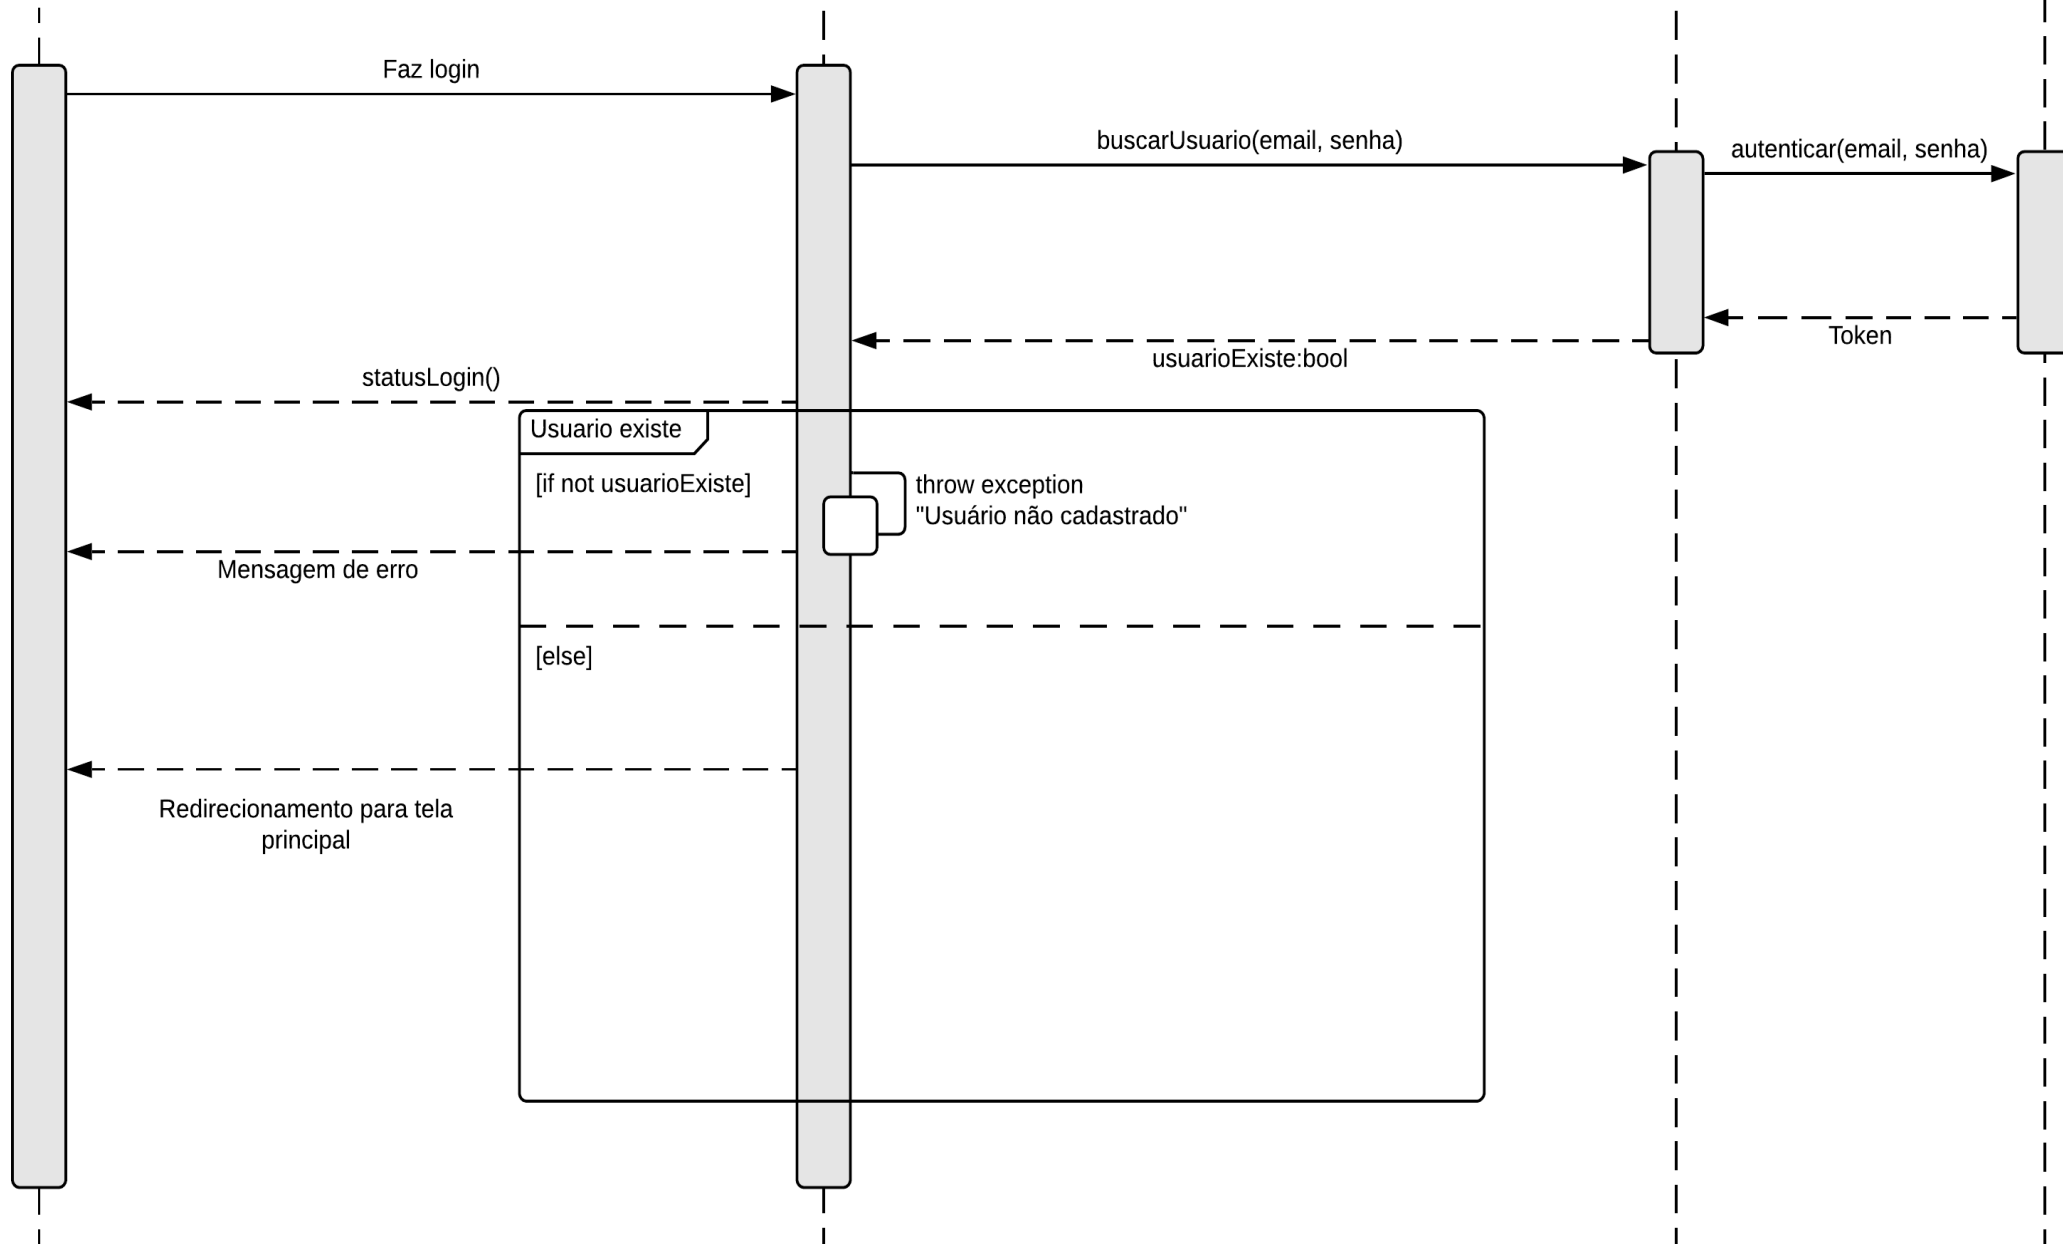 Faz login
buscarUsuario(email, senha)
autenticar(email, senha)
Token
usuarioExiste:bool
statusLogin()
Usuario existe
[if not usuarioExiste]
throw exception
"Usuário não cadastrado"
Mensagem de erro
[else]
Redirecionamento para tela
principal